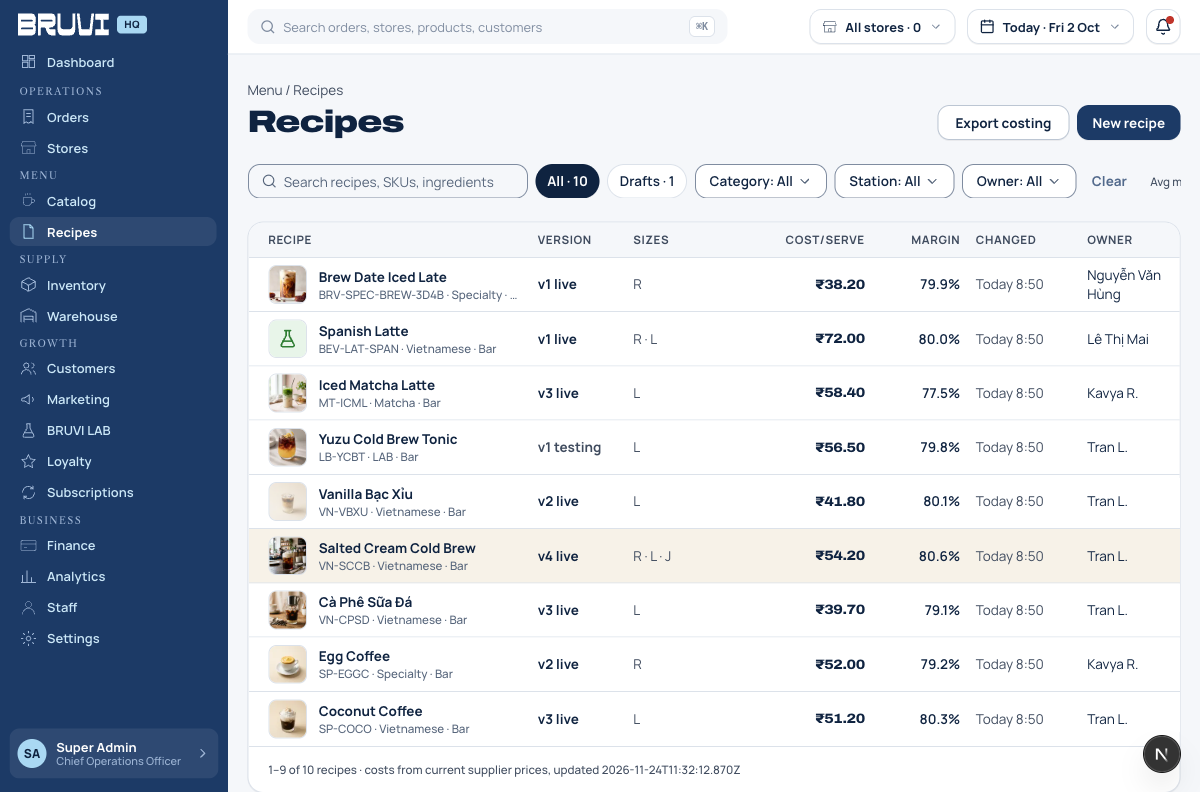 BRUVI HQ
Search orders, stores, products, customers
⌘K
All stores · 0
Today · Fri 2 Oct
Dashboard
OPERATIONS
Orders
Stores
MENU
Catalog
Recipes
SUPPLY
Inventory
Warehouse
GROWTH
Customers
Marketing
BRUVI LAB
Loyalty
Subscriptions
BUSINESS
Finance
Analytics
Staff
Settings
SA
Super Admin
Chief Operations Officer
Menu / Recipes
Recipes
Export costing
New recipe
Search recipes, SKUs, ingredients
All · 10
Drafts · 1
Category: All
Station: All
Owner: All
Clear
Avg m
RECIPE VERSION SIZES COST/SERVE MARGIN CHANGED OWNER
Brew Date Iced Late
BRV-SPEC-BREW-3D4B · Specialty · ...
v1 live R ₹38.20 79.9% Today 8:50
Nguyễn Văn
Hùng
Spanish Latte
BEV-LAT-SPAN · Vietnamese · Bar
v1 live R · L ₹72.00 80.0% Today 8:50 Lê Thị Mai
Iced Matcha Latte
MT-ICML · Matcha · Bar
v3 live L ₹58.40 77.5% Today 8:50 Kavya R.
Yuzu Cold Brew Tonic
LB-YCBT · LAB · Bar
v1 testing L ₹56.50 79.8% Today 8:50 Tran L.
Vanilla Bạc Xỉu
VN-VBXU · Vietnamese · Bar
v2 live L ₹41.80 80.1% Today 8:50 Tran L.
Salted Cream Cold Brew
VN-SCCB · Vietnamese · Bar
v4 live R · L · J ₹54.20 80.6% Today 8:50 Tran L.
Cà Phê Sữa Đá
VN-CPSD · Vietnamese · Bar
v3 live L ₹39.70 79.1% Today 8:50 Tran L.
Egg Coffee
SP-EGGC · Specialty · Bar
v2 live R ₹52.00 79.2% Today 8:50 Kavya R.
Coconut Coffee
SP-COCO · Vietnamese · Bar
v3 live L ₹51.20 80.3% Today 8:50 Tran L.
1–9 of 10 recipes · costs from current supplier prices, updated 2026-11-24T11:32:12.870Z
N